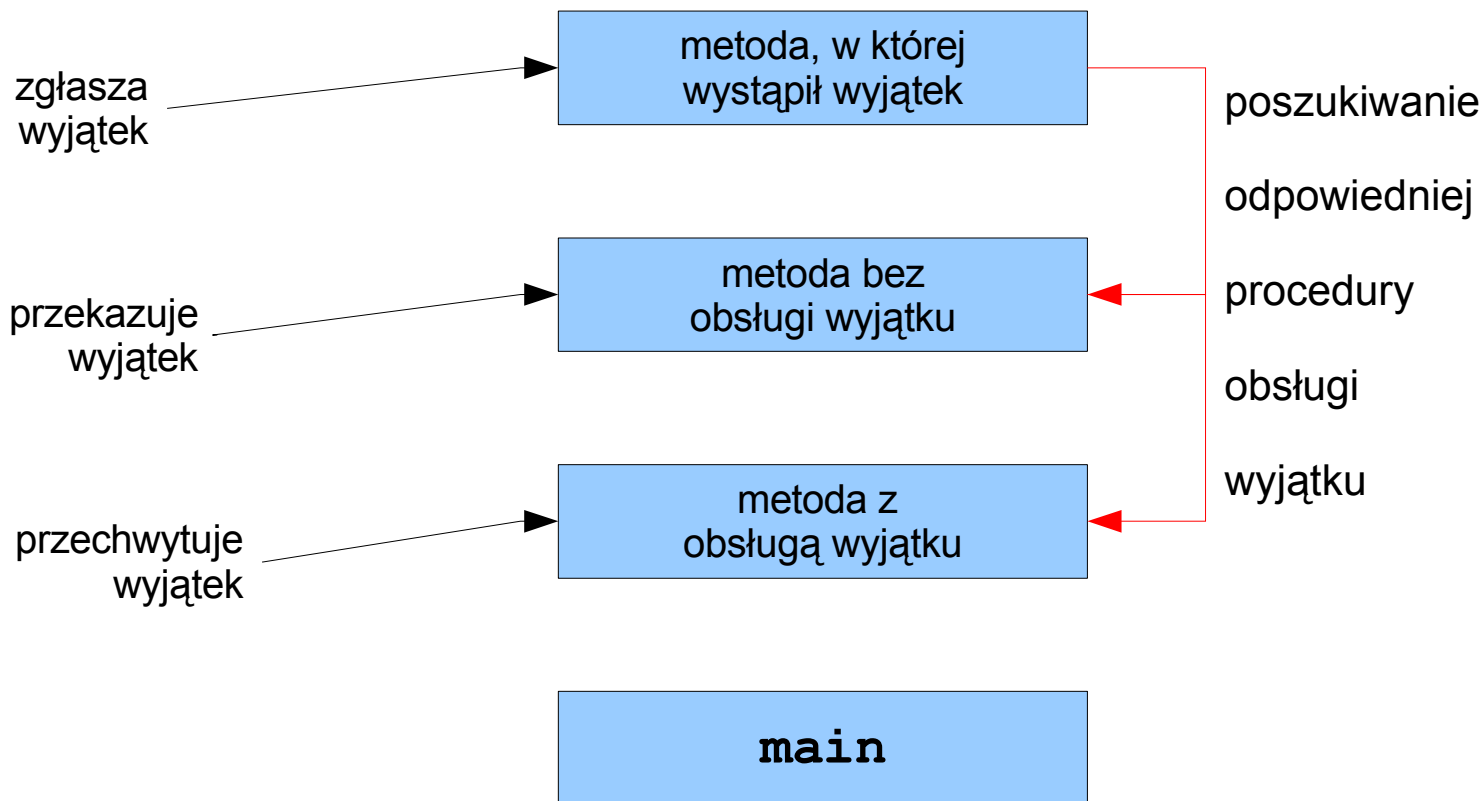 metoda, w której
wystąpił wyjątek
zgłasza
wyjątek
poszukiwanie
odpowiedniej
metoda bez
obsługi wyjątku
przekazuje
wyjątek
procedury
obsługi
metoda z
obsługą wyjątku
wyjątku
przechwytuje
wyjątek
main